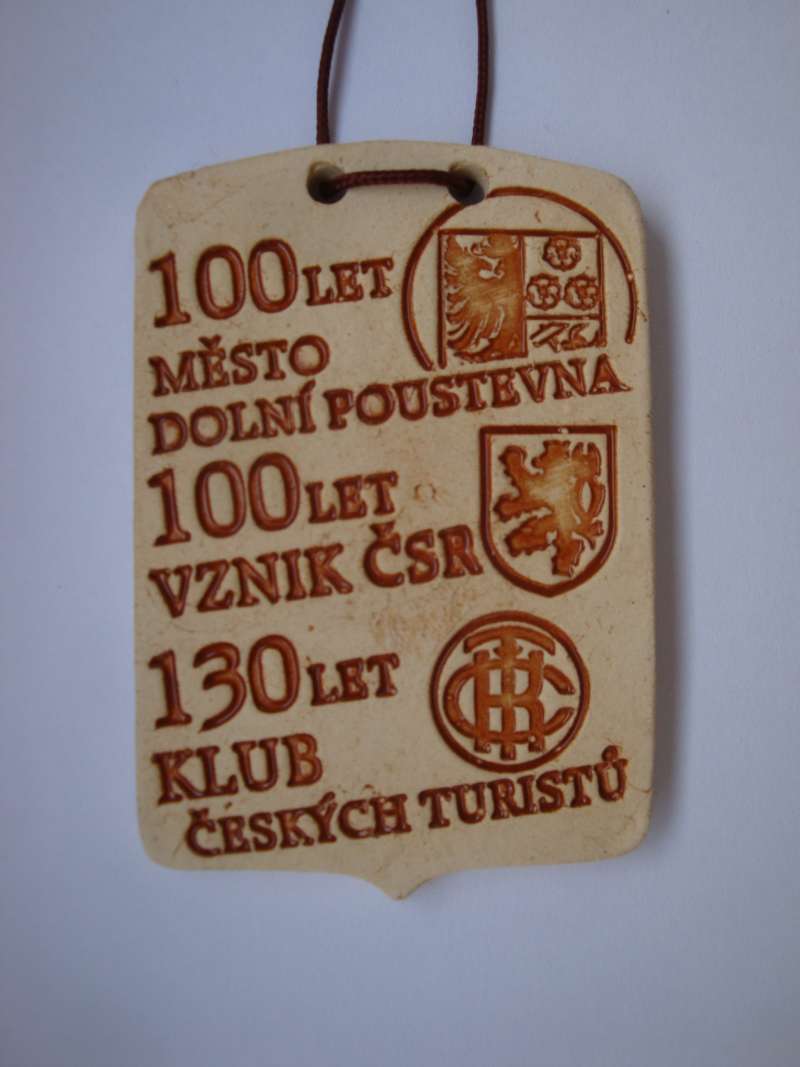 100 LET
MĚSTO
DOLNÍ POUSTEVNA
100 LET
VZNIK ČSR
130 LET
KLUB
ČESKÝCH TURISTŮ